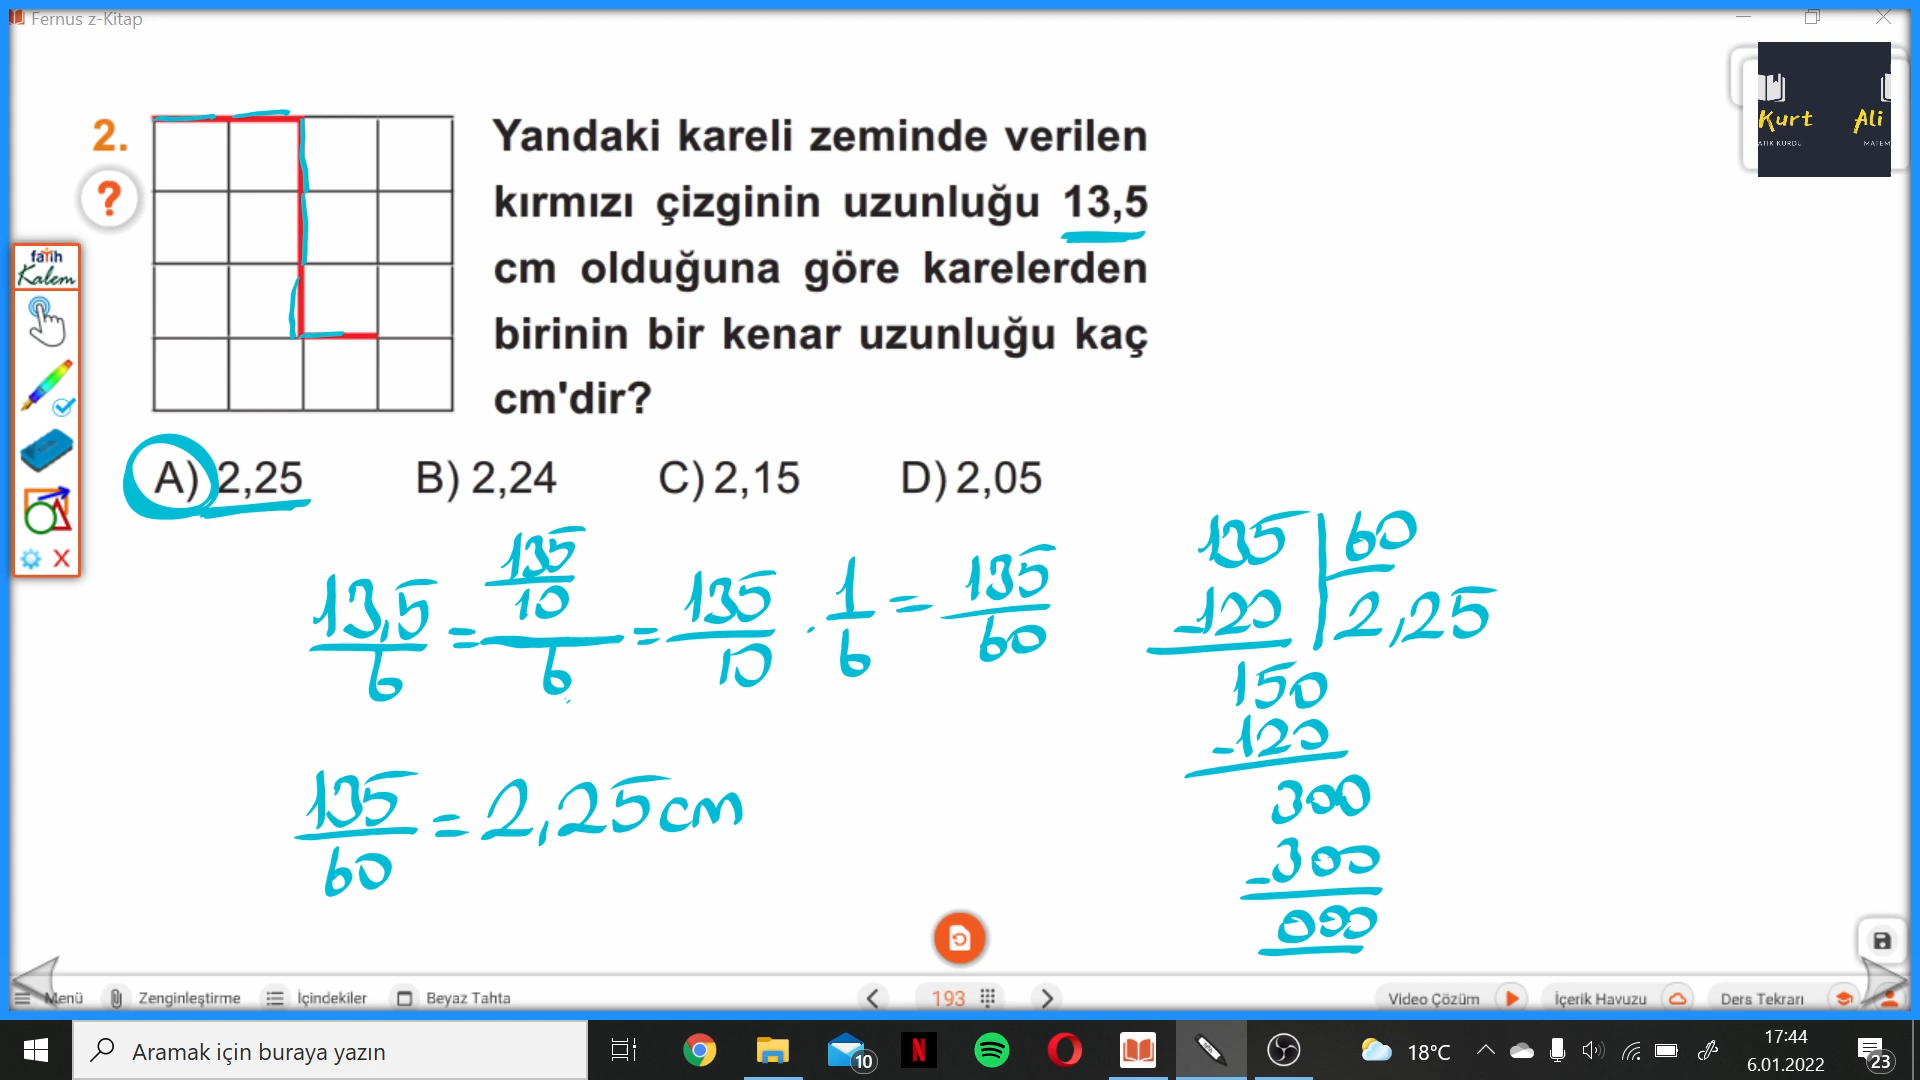 Fernus z-Kitap
Kurt Ali
ATİK KURDU MATEM
2.
?
Yandaki kareli zeminde verilen
kırmızı çizginin uzunluğu 13,5
cm olduğuna göre karelerden
birinin bir kenar uzunluğu kaç
cm'dir?
A) 2,25 B) 2,24 C) 2,15 D) 2,05
fatih
Kalem
13,5/6 = 135/10/6 = 135/10 . 1/6 = 135/60
135/60 = 2,25 cm
135 | 60
-120 | 2,25
150
-120
300
-300
000
Menü Zenginleştirme İçindekiler Beyaz Tahta 193 Video Çözüm İçerik Havuzu Ders Tekrarı
Aramak için buraya yazın 10 N 18°C 17:44
6.01.2022 23